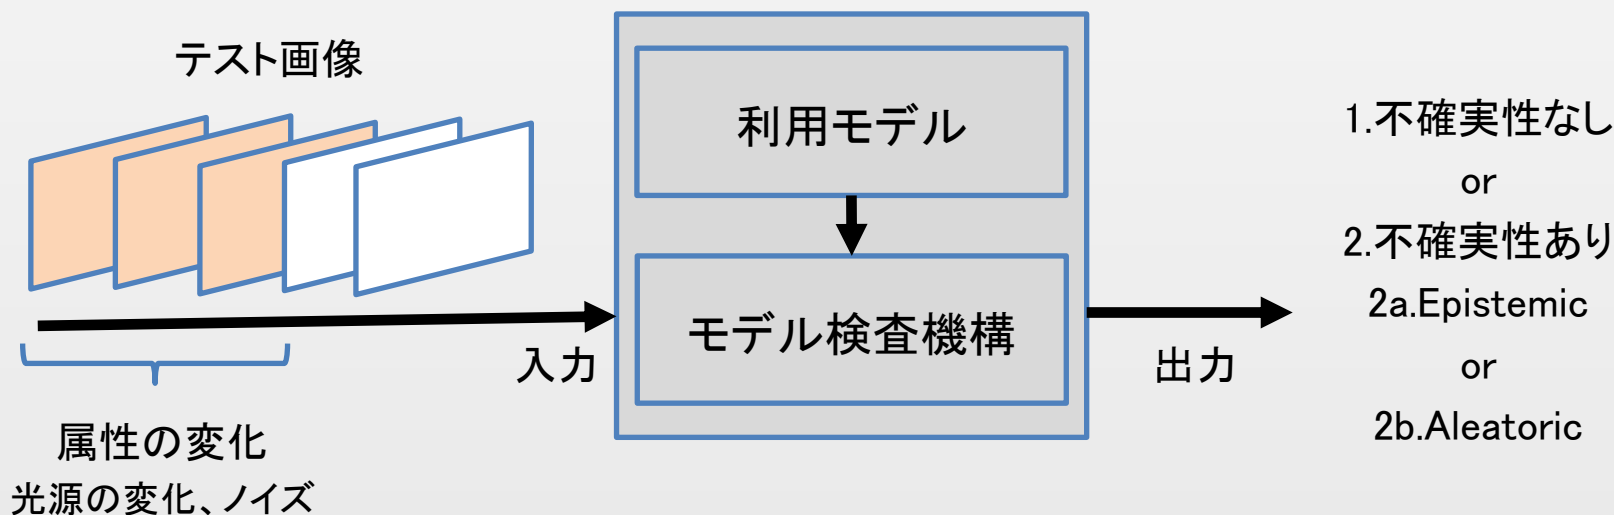 テスト画像
利用モデル
モデル検査機構
入力
出力
属性の変化
光源の変化、ノイズ
1.不確実性なし
or
2.不確実性あり
2a.Epistemic
or
2b.Aleatoric